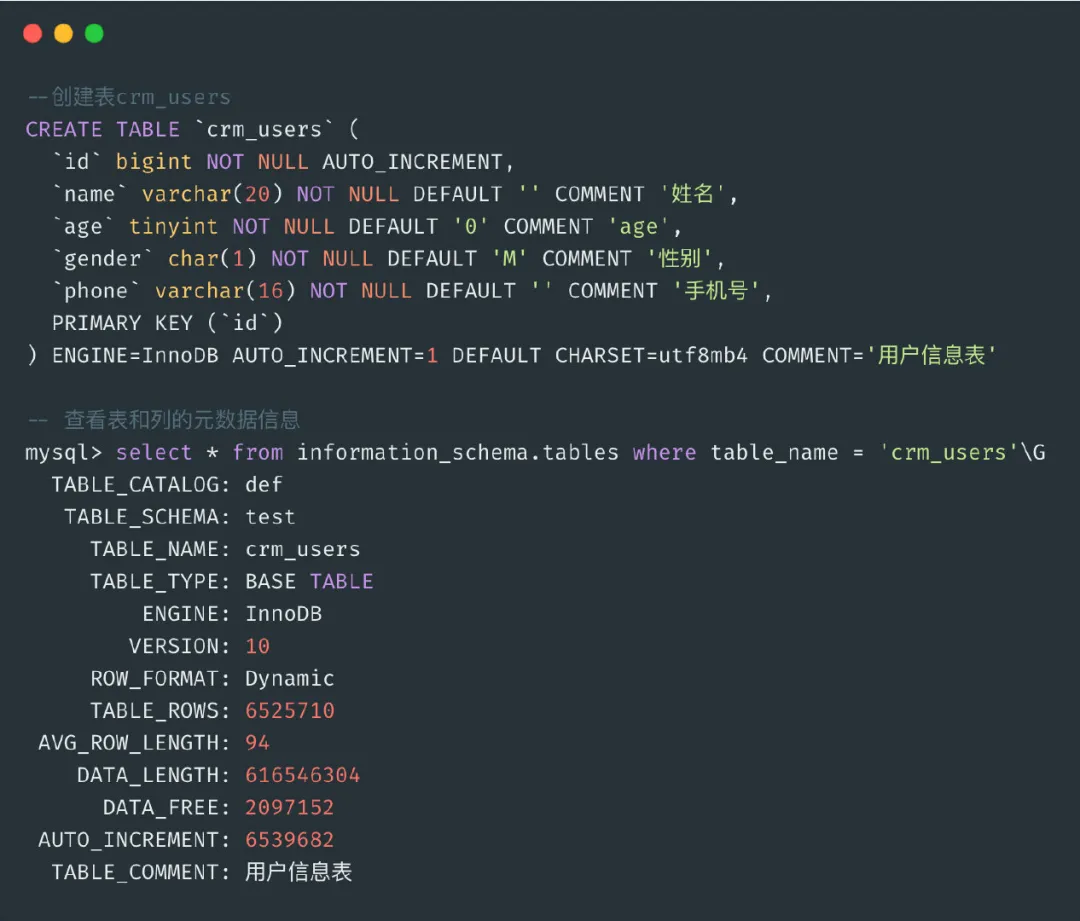 --创建表crm_users
CREATE TABLE `crm_users` (
  `id` bigint NOT NULL AUTO_INCREMENT,
  `name` varchar(20) NOT NULL DEFAULT '' COMMENT '姓名',
  `age` tinyint NOT NULL DEFAULT '0' COMMENT 'age',
  `gender` char(1) NOT NULL DEFAULT 'M' COMMENT '性别',
  `phone` varchar(16) NOT NULL DEFAULT '' COMMENT '手机号',
  PRIMARY KEY (`id`)
) ENGINE=InnoDB AUTO_INCREMENT=1 DEFAULT CHARSET=utf8mb4 COMMENT='用户信息表'
-- 查看表和列的元数据信息
mysql> select * from information_schema.tables where table_name = 'crm_users'\G
  TABLE_CATALOG: def
   TABLE_SCHEMA: test
     TABLE_NAME: crm_users
     TABLE_TYPE: BASE TABLE
         ENGINE: InnoDB
        VERSION: 10
     ROW_FORMAT: Dynamic
     TABLE_ROWS: 6525710
 AVG_ROW_LENGTH: 94
    DATA_LENGTH: 616546304
      DATA_FREE: 2097152
 AUTO_INCREMENT: 6539682
  TABLE_COMMENT: 用户信息表